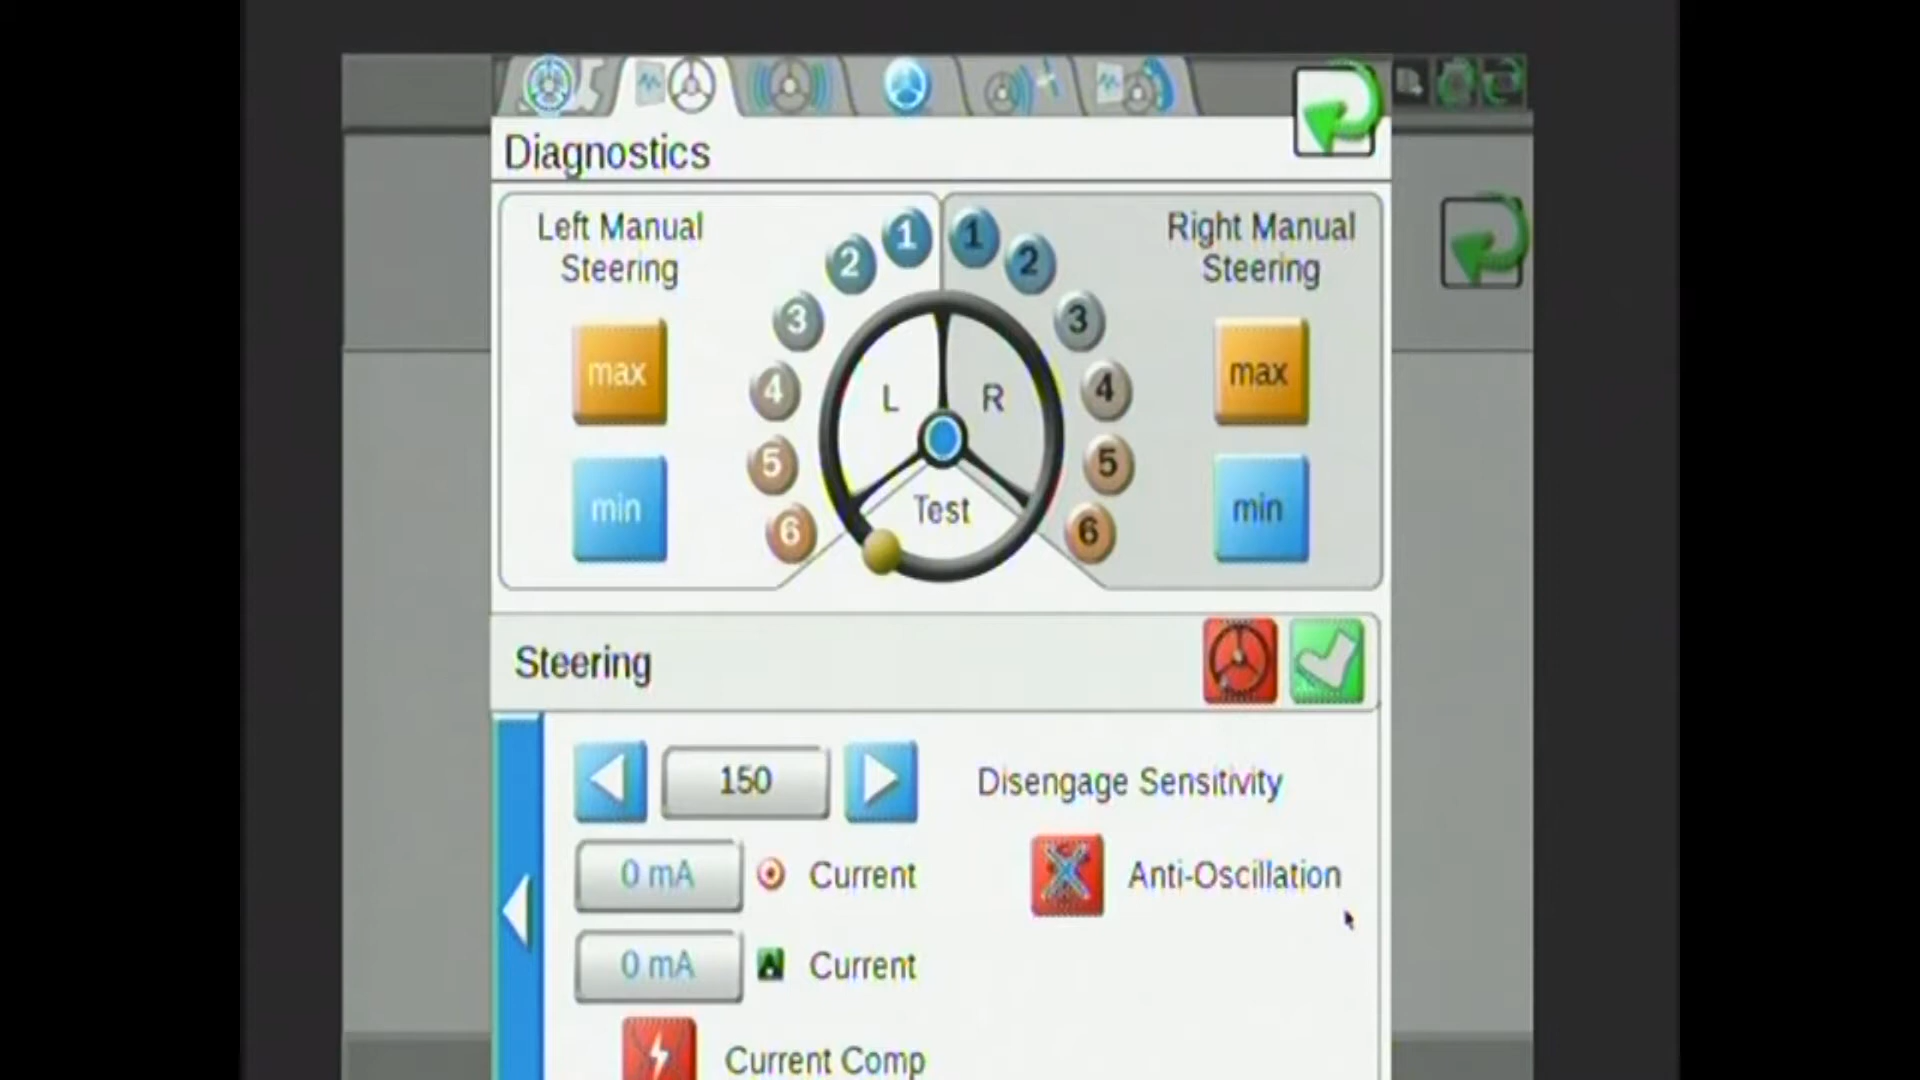 Diagnostics
Left Manual
Steering
Right Manual
Steering
1
1
2
2
3
3
4
4
5
5
6
6
max
max
min
min
L
R
Test
Steering
150
Disengage Sensitivity
0 mA
Current
Anti-Oscillation
0 mA
Current
Current Comp